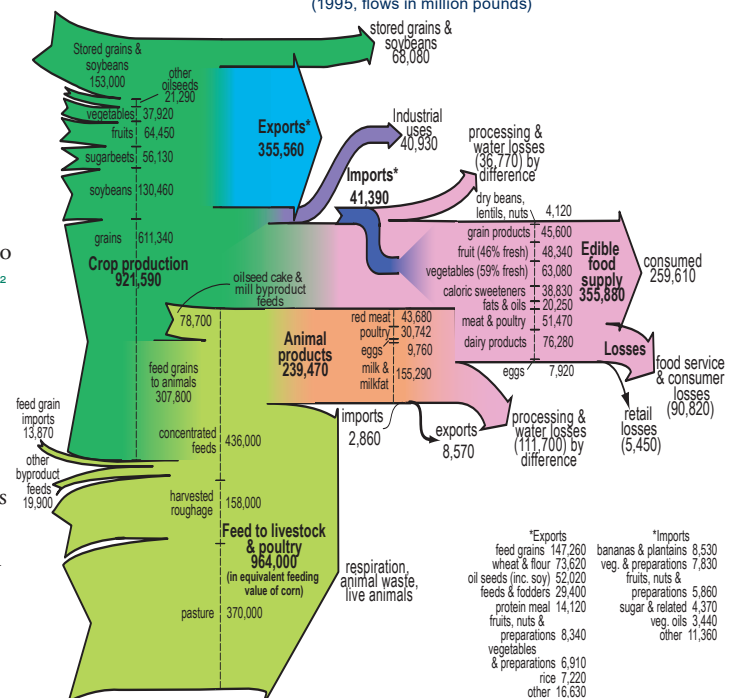 (1995, flows in million pounds)
stored grains &
soybeans
68,080
Stored grains &
soybeans
153,000
other
oilseeds
21,290
vegetables 37,920
fruits 64,450
sugarbeets 56,130
soybeans 130,460
grains 611,340
Crop production
921,590
Exports*
355,560
Industrial
uses
40,930
Imports*
41,390
processing &
water losses
(36,770) by
difference
dry beans,
lentils, nuts 4,120
grain products 45,600
fruit (46% fresh) 48,340
vegetables (59% fresh) 63,080
caloric sweeteners 38,830
fats & oils 20,250
meat & poultry 51,470
dairy products 76,280
eggs 7,920
Edible
food
supply
355,880
consumed
259,610
Losses
food service
& consumer
losses
(90,820)
retail
losses
(5,450)
oilseed cake &
mill byproduct
feeds
78,700
Animal
products
239,470
red meat 43,680
poultry 30,742
eggs 9,760
milk &
milkfat 155,290
imports
2,860
exports
8,570
processing &
water losses
(111,700) by
difference
feed grains
to animals
307,800
feed grain
imports
13,870
other
byproduct
feeds
19,900
concentrated
feeds 436,000
harvested
roughage 158,000
Feed to livestock
& poultry
964,000
(in equivalent feeding
value of corn)
pasture 370,000
respiration,
animal waste,
live animals
*Exports
feed grains 147,260
wheat & flour 73,620
oil seeds (inc. soy) 52,020
feeds & fodders 29,400
protein meal 14,120
fruits, nuts &
preparations 8,340
vegetables
& preparations 6,910
rice 7,220
other 16,630
*Imports
bananas & plantains 8,530
veg. & preparations 7,830
fruits, nuts &
preparations 5,860
sugar & related 4,370
veg. oils 3,440
other 11,360